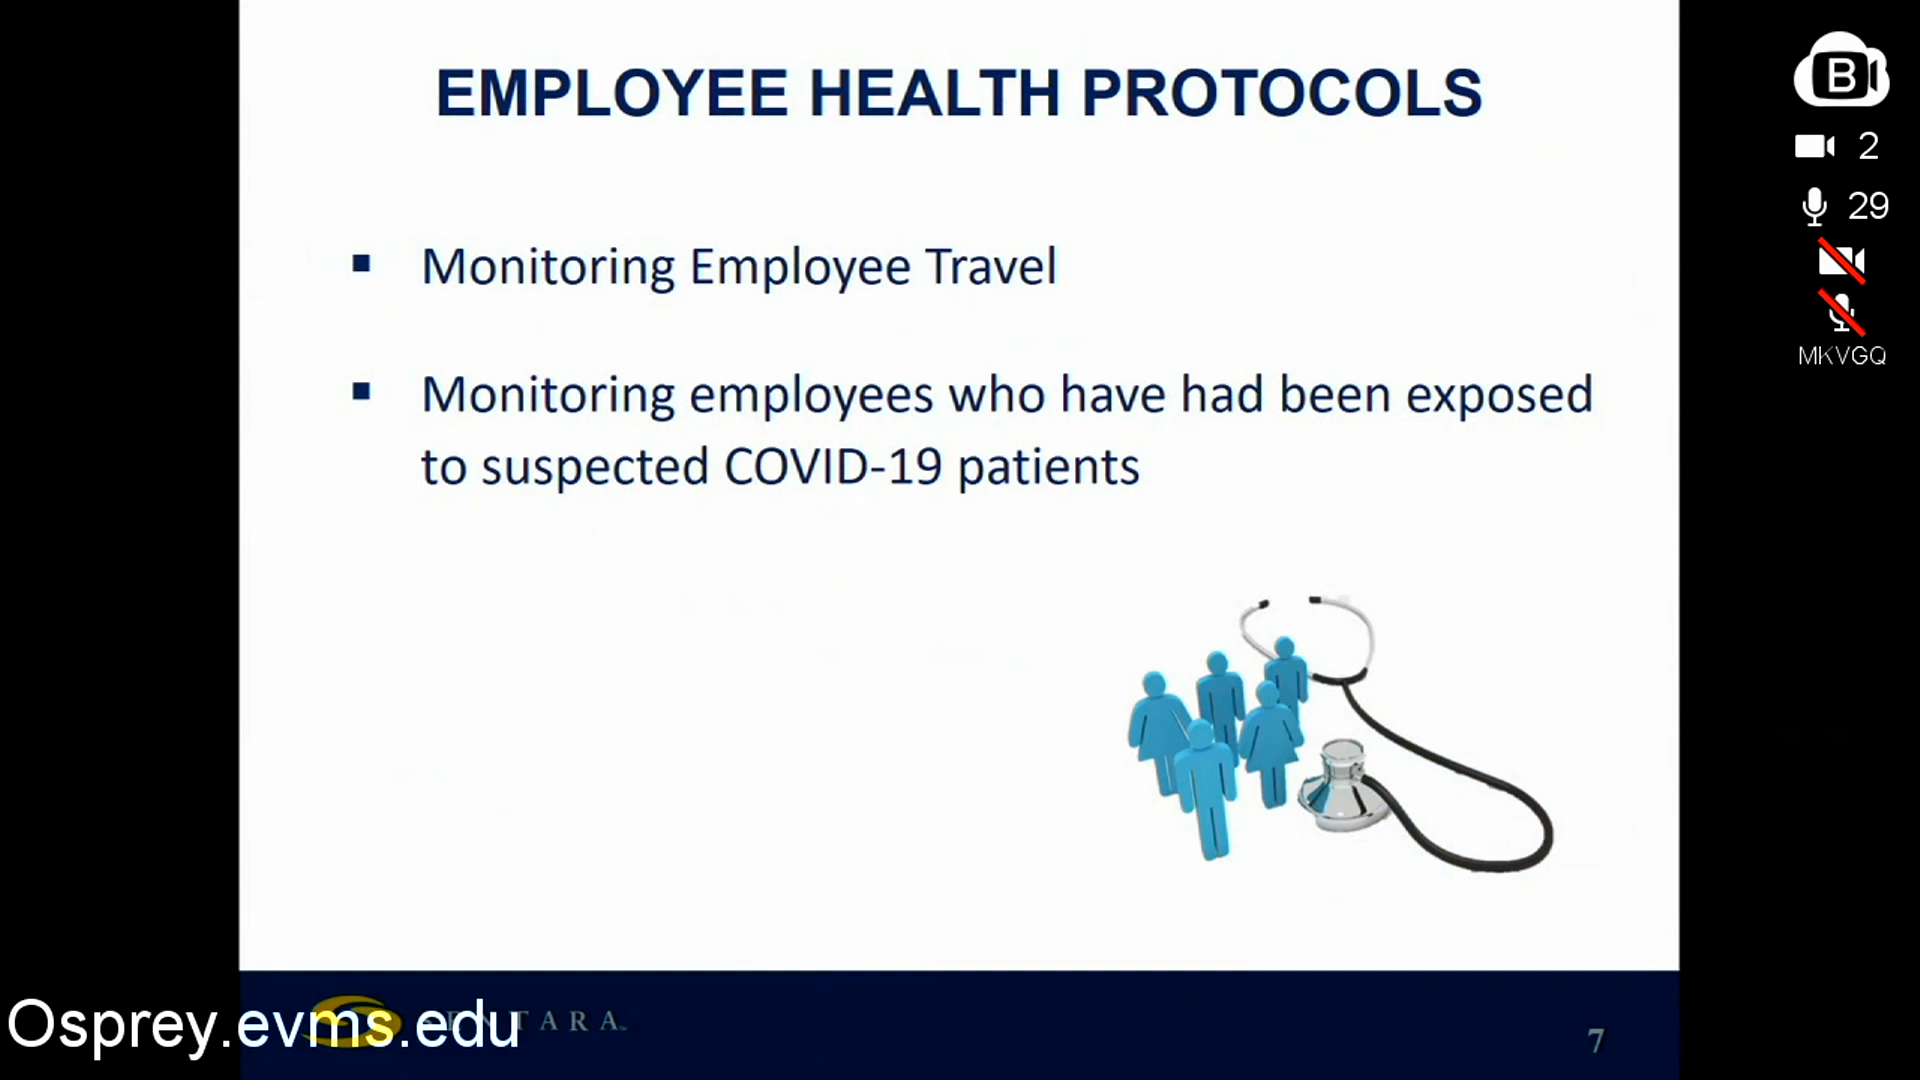 EMPLOYEE HEALTH PROTOCOLS
B
2
29
MKVGQ
▪ Monitoring Employee Travel
▪ Monitoring employees who have had been exposed
to suspected COVID-19 patients
Osprey.evms.edu
SENTARA
7